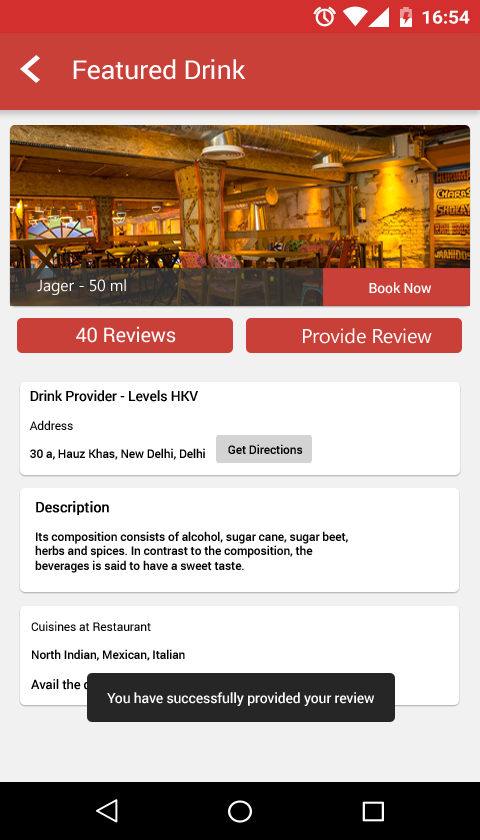 16:54
Featured Drink
CHARAS
JHANJHOS
Jager - 50 ml
Book Now
40 Reviews
Provide Review
Drink Provider - Levels HKV
Address
30 a, Hauz Khas, New Delhi, Delhi
Get Directions
Description
Its composition consists of alcohol, sugar cane, sugar beet,
herbs and spices. In contrast to the composition, the
beverages is said to have a sweet taste.
Cuisines at Restaurant
North Indian, Mexican, Italian
Avail the
You have successfully provided your review